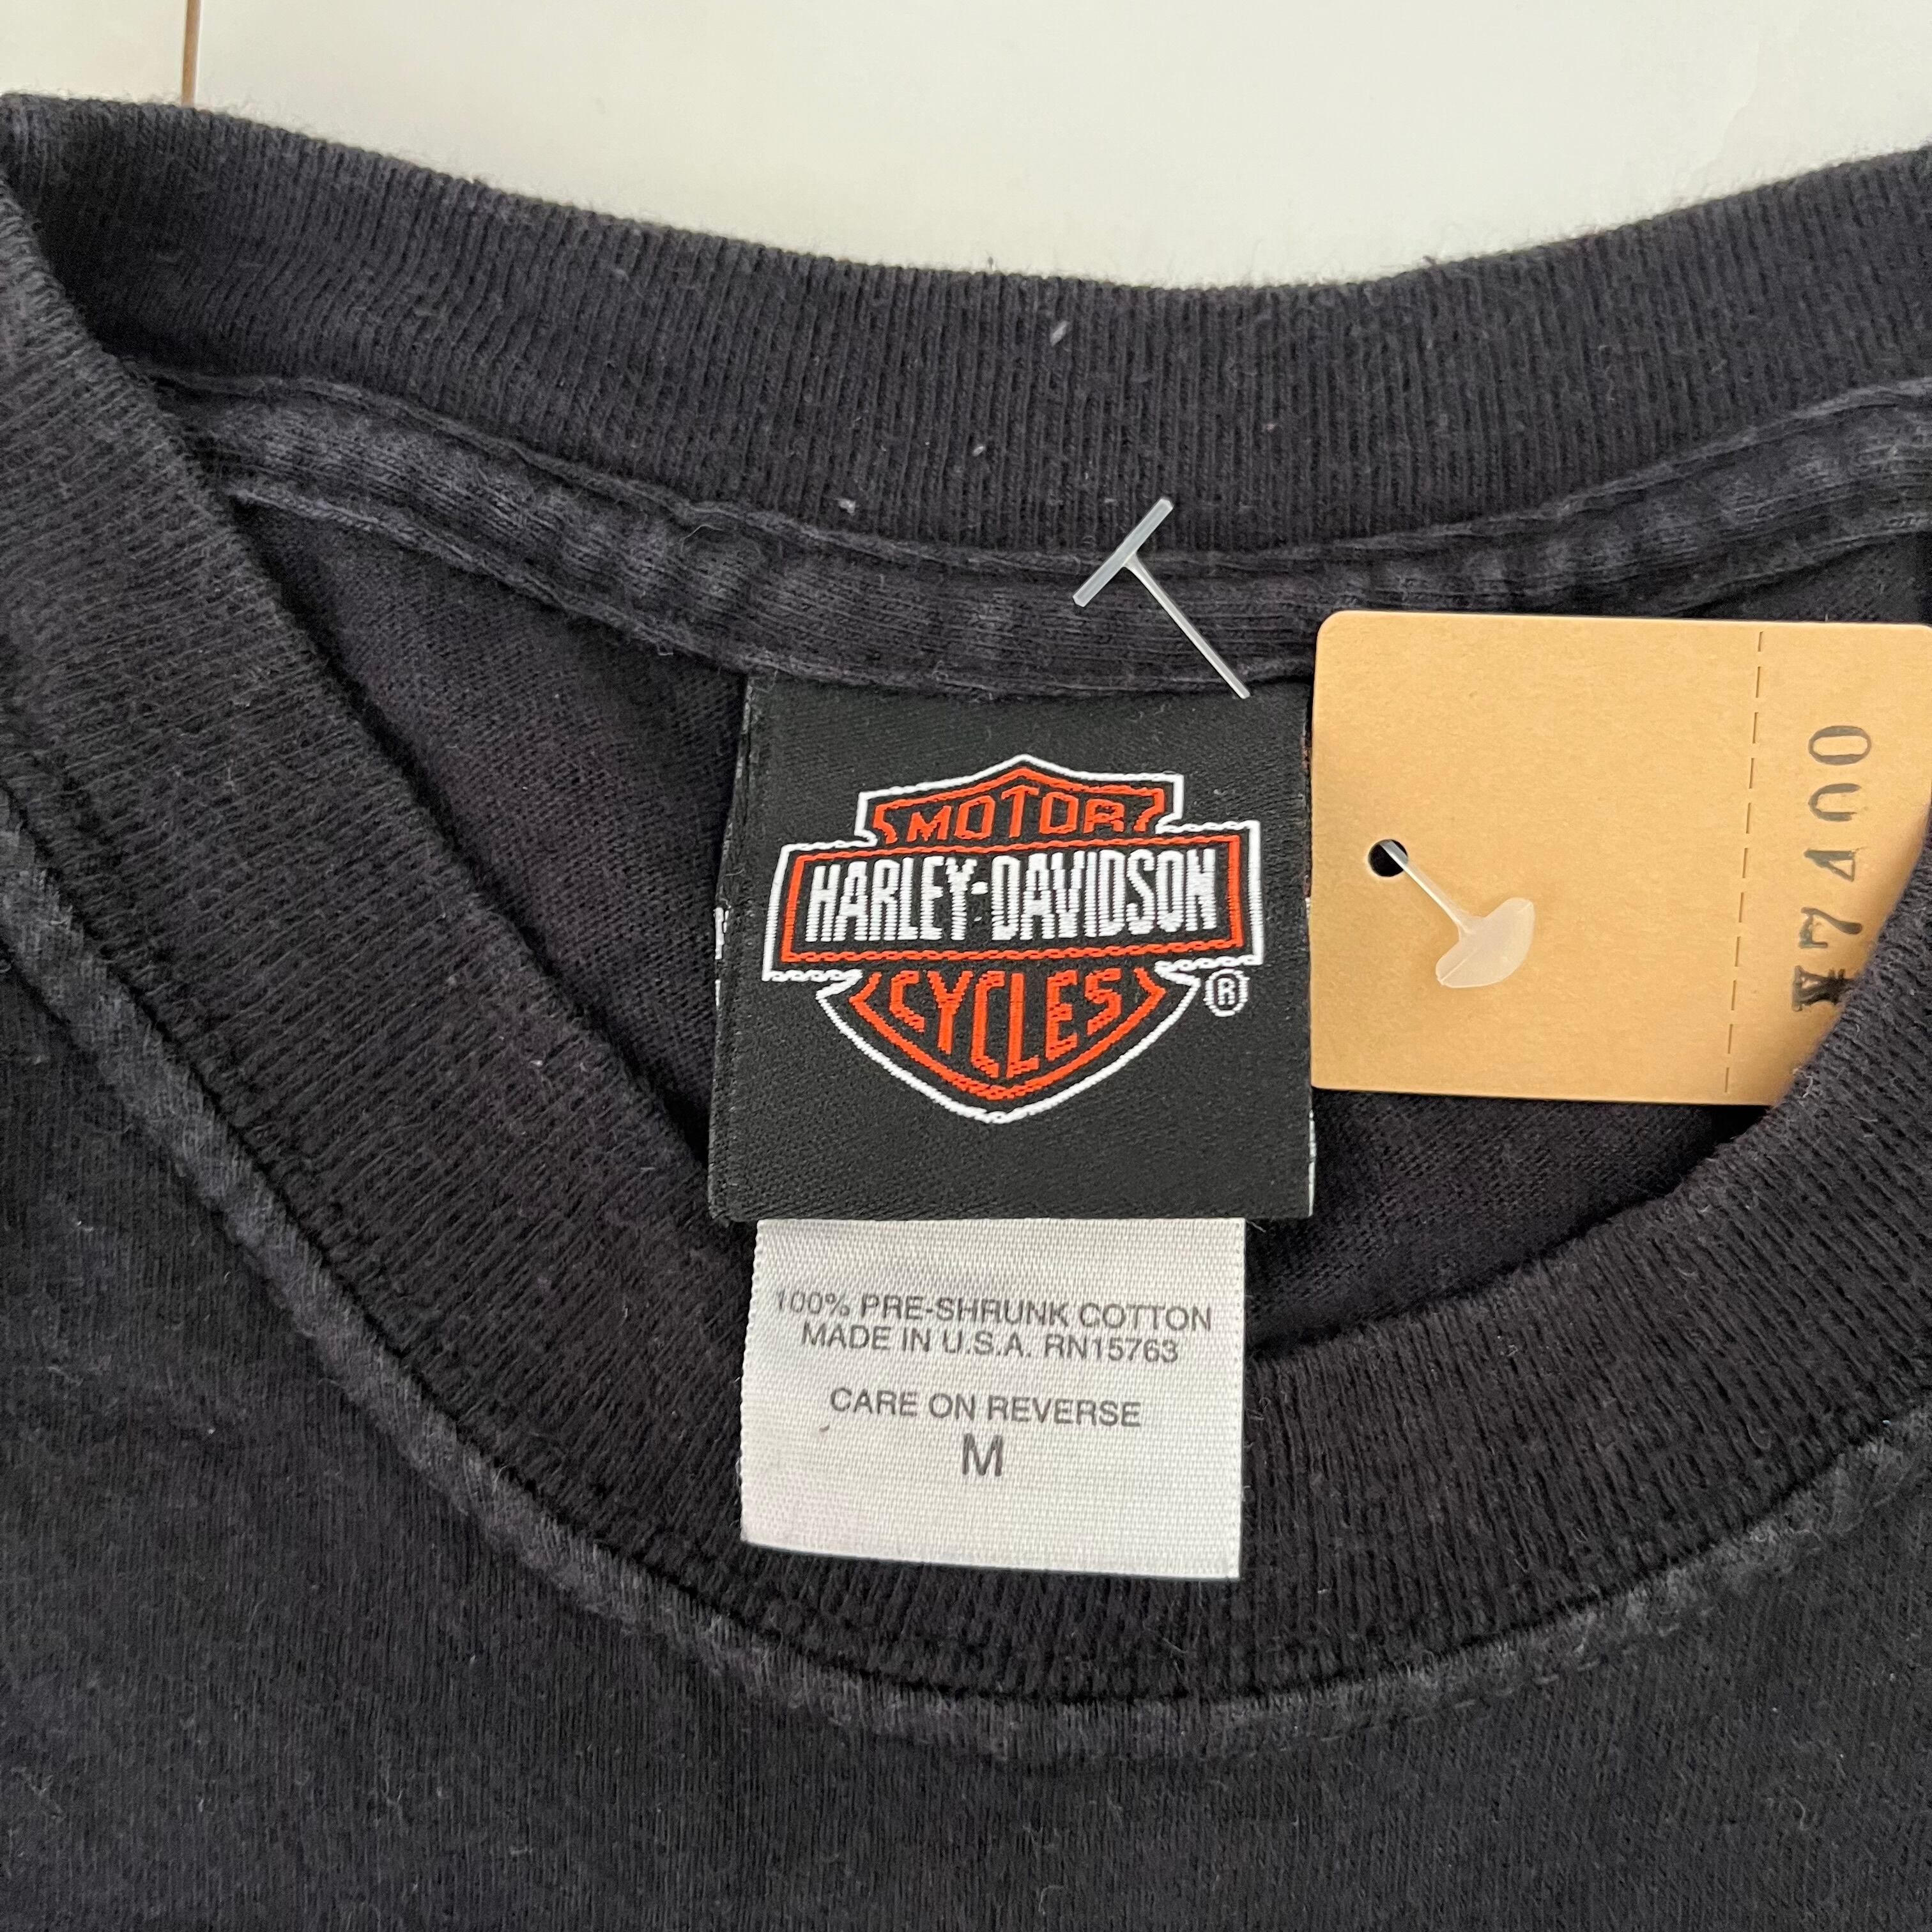 MOTOR
HARLEY-DAVIDSON
CYCLES
®
100% PRE-SHRUNK COTTON
MADE IN U.S.A. RN15763
CARE ON REVERSE
M
¥7400